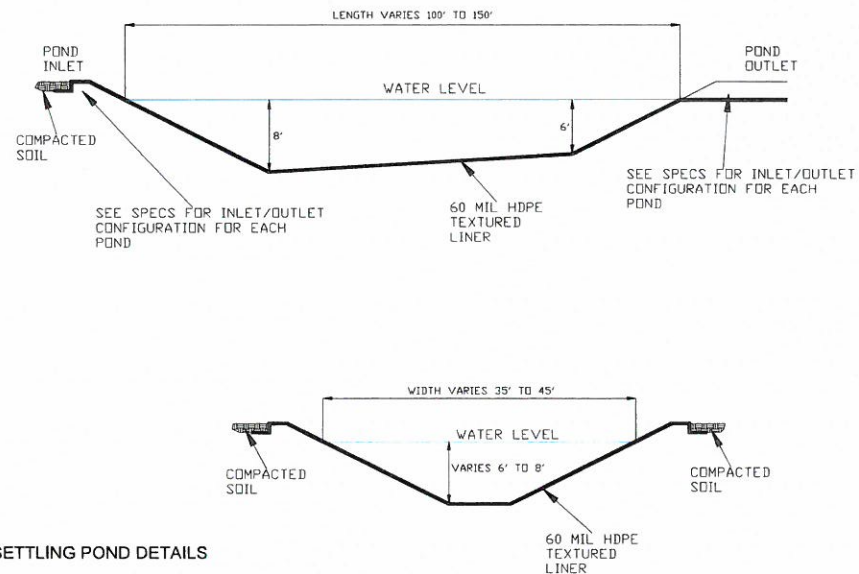 LENGTH VARIES 100' TO 150'
POND
INLET
POND
OUTLET
WATER LEVEL
8'
6'
COMPACTED
SOIL
SEE SPECS FOR INLET/OUTLET
CONFIGURATION FOR EACH
POND
60 MIL HDPE
TEXTURED
LINER
SEE SPECS FOR INLET/OUTLET
CONFIGURATION FOR EACH
POND
WIDTH VARIES 35' TO 45'
WATER LEVEL
VARIES 6' TO 8'
COMPACTED
SOIL
COMPACTED
SOIL
60 MIL HDPE
TEXTURED
LINER
SETTLING POND DETAILS